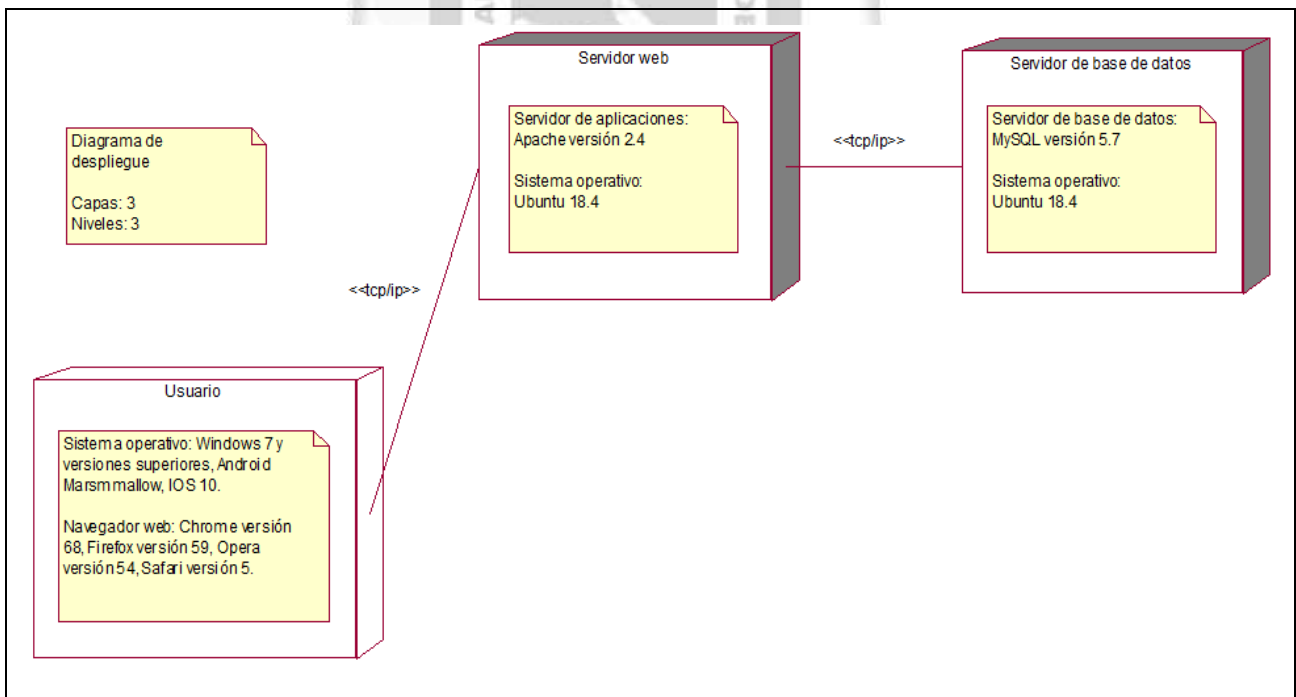 Servidor web
Servidor de aplicaciones:
Apache versión 2.4
Sistema operativo:
Ubuntu 18.4
<<tcp/ip>>
Servidor de base de datos
Servidor de base de datos:
MySQL versión 5.7
Sistema operativo:
Ubuntu 18.4
Diagrama de
despliegue
Capas: 3
Niveles: 3
<<tcp/ip>>
Usuario
Sistema operativo: Windows 7 y
versiones superiores, Android
Marsmmallow, IOS 10.
Navegador web: Chrome versión
68, Firefox versión 59, Opera
versión 54, Safari versión 5.